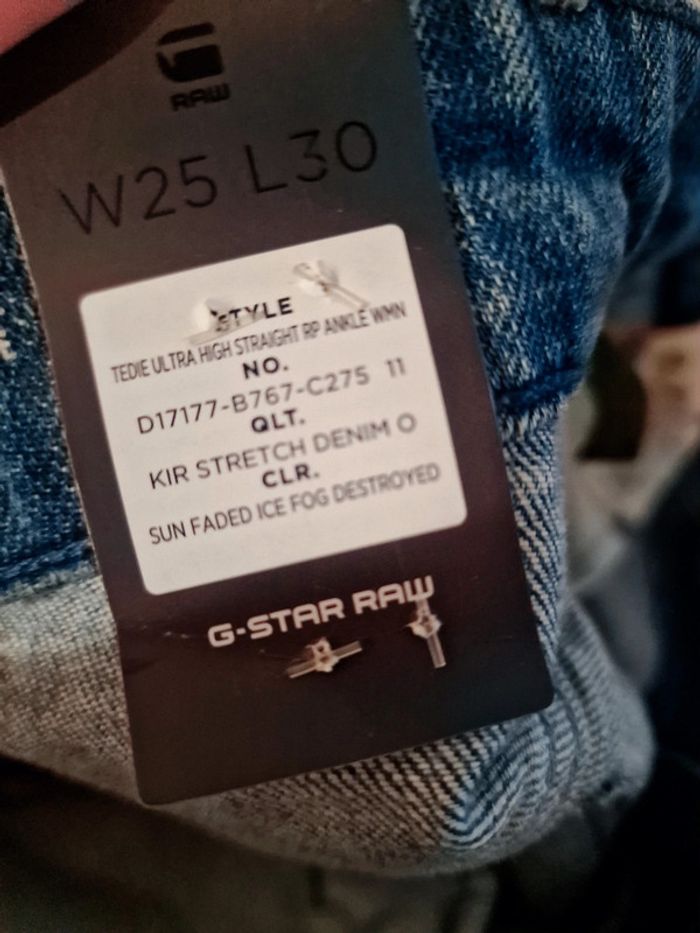 RAW
W25 L30
STYLE
TEDIE ULTRA HIGH STRAIGHT RP ANKLE WMN
NO.
D17177-B767-C275 11
QLT.
KIR STRETCH DENIM O
CLR.
SUN FADED ICE FOG DESTROYED
G-STAR RAW